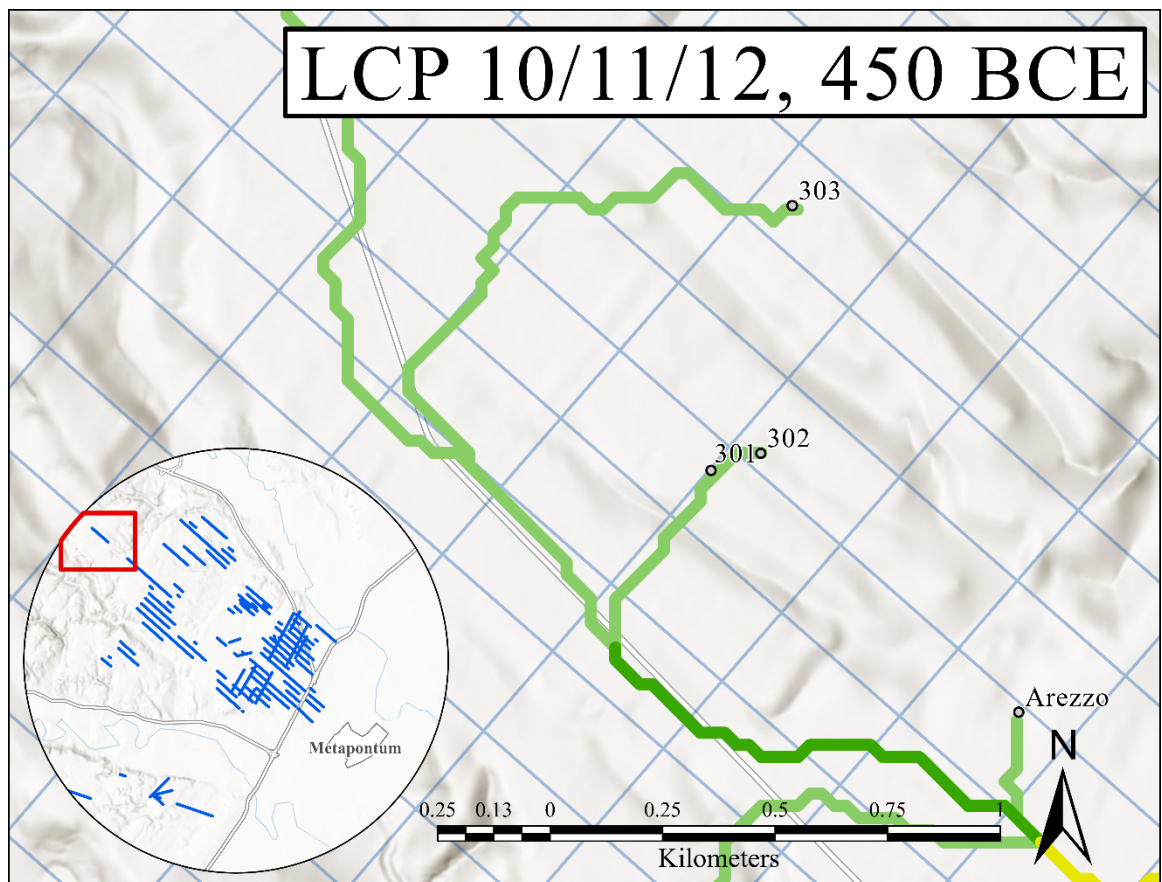 LCP 10/11/12, 450 BCE
303
302
301
Arezzo
N
Metapontum
0.25 0.13 0 0.25 0.5 0.75 1
Kilometers